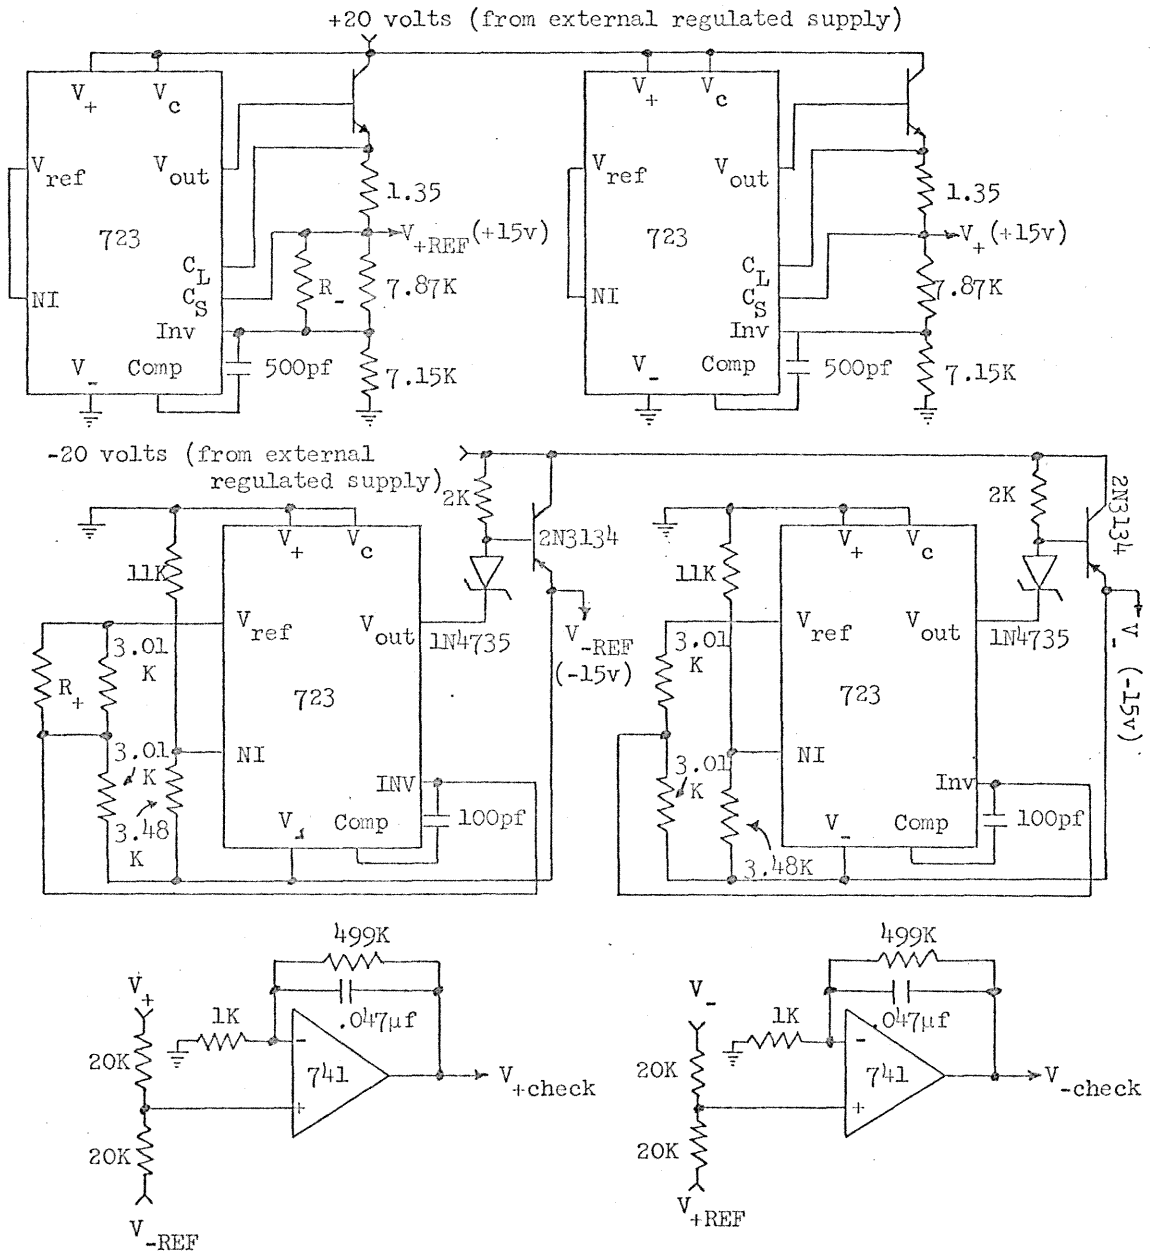 +20 volts (from external regulated supply)
V+ Vc
Vref Vout
723
NI
CL
CS
Inv
V- Comp
1.35
V+REF (+15v)
R-
7.87K
500pf
7.15K
V+ Vc
Vref Vout
723
NI
CL
CS
Inv
V- Comp
1.35
V+ (+15v)
7.87K
500pf
7.15K
-20 volts (from external
regulated supply)
2K
2N3134
11K
V+ Vc
Vref Vout
1N4735
V-REF
(-15v)
3.01
K
R+
723
3.01
K
NI
INV
3.48
K
V- Comp
100pf
2K
2N3134
11K
V+ Vc
Vref Vout
1N4735
V- (-15v)
3.01
K
723
3.01
K
NI
Inv
V- Comp
100pf
3.48K
499K
.047µf
1K
V+
20K
-
741
+
V+check
20K
V-REF
499K
.047µf
1K
V-
20K
-
741
+
V-check
20K
V+REF